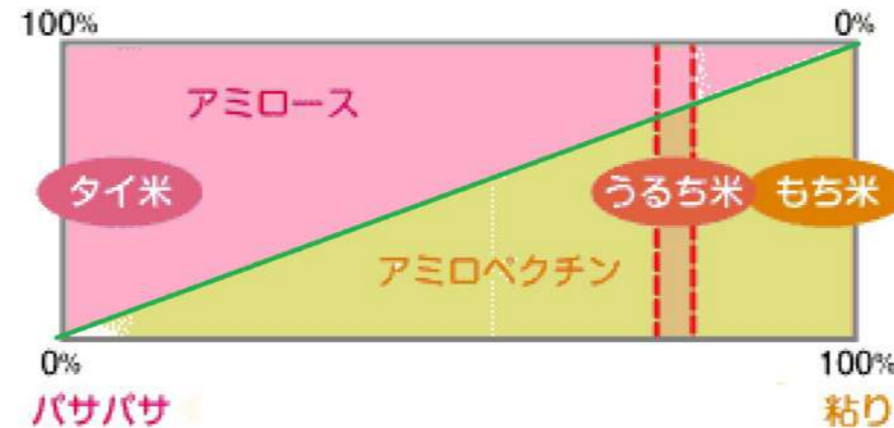 100% 0%
アミロース
タイ米 うるち米 もち米
アミロペクチン
0% 100%
パサパサ 粘り